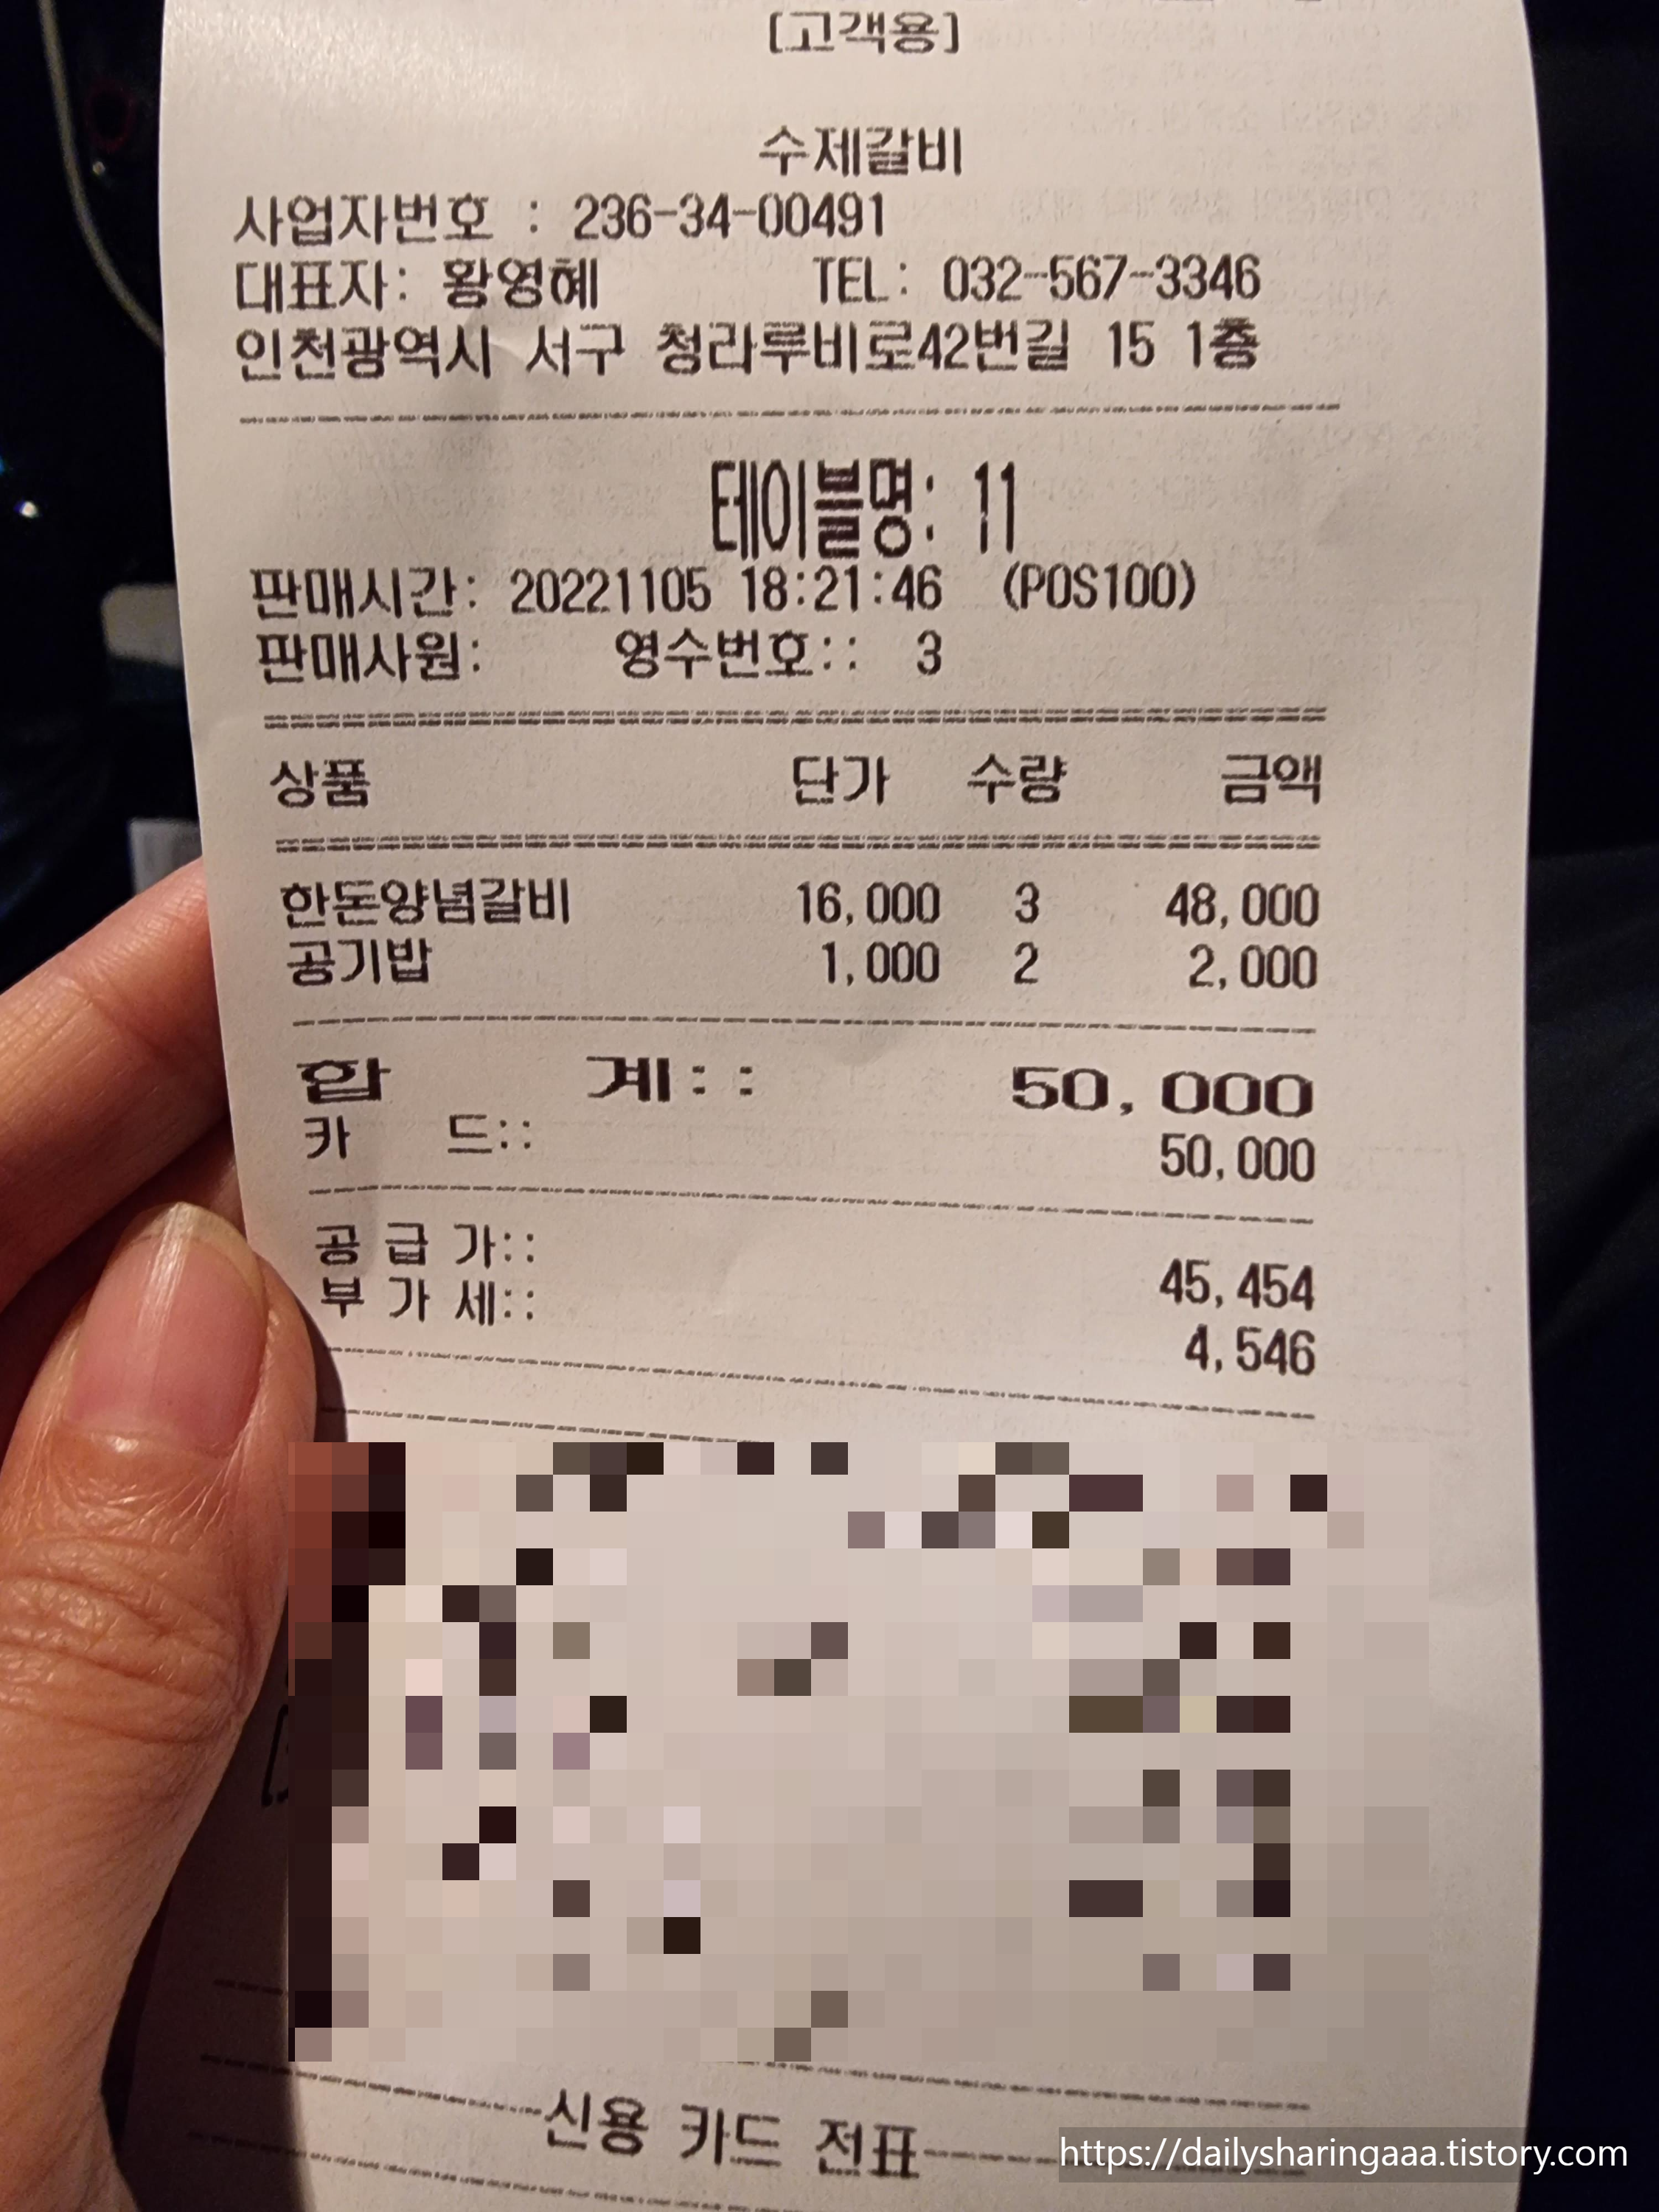 [고객용]
수제갈비
사업자번호 : 236-34-00491
대표자: 황영혜 TEL: 032-567-3346
인천광역시 서구 청라루비로42번길 15 1층
테이블명: 11
판매시간: 20221105 18:21:46 (POS100)
판매사원: 영수번호:: 3
상품 단가 수량 금액
한돈양념갈비 16,000 3 48,000
공기밥 1,000 2 2,000
합 계:: 50,000
카 드:: 50,000
공 급 가:: 45,454
부 가 세:: 4,546
신용 카드 전표
https://dailysharingaaa.tistory.com